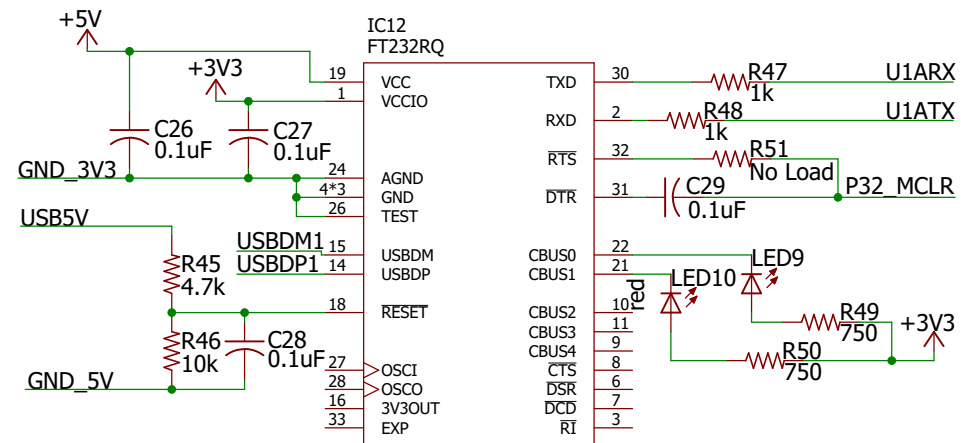 +5V
IC12
FT232RQ
+3V3
19 VCC TXD 30 R47 U1ARX
1k
1 VCCIO
C26
0.1uF
C27
0.1uF
RXD 2 R48 U1ATX
1k
RTS 32 R51
No Load
GND_3V3 24 AGND
4*3 GND DTR 31 C29 P32_MCLR
0.1uF
26 TEST
USB5V
USBDM1 15 USBDM CBUS0 22 LED9
USBDP1 14 USBDP CBUS1 21 LED10
red
R45
4.7k
18 RESET CBUS2 10
R49
750
+3V3
CBUS3 11
R46
10k
C28
0.1uF
CBUS4 9
R50
750
27 OSCI CTS 8
GND_5V 28 OSCO DSR 6
16 3V3OUT DCD 7
33 EXP RI 3